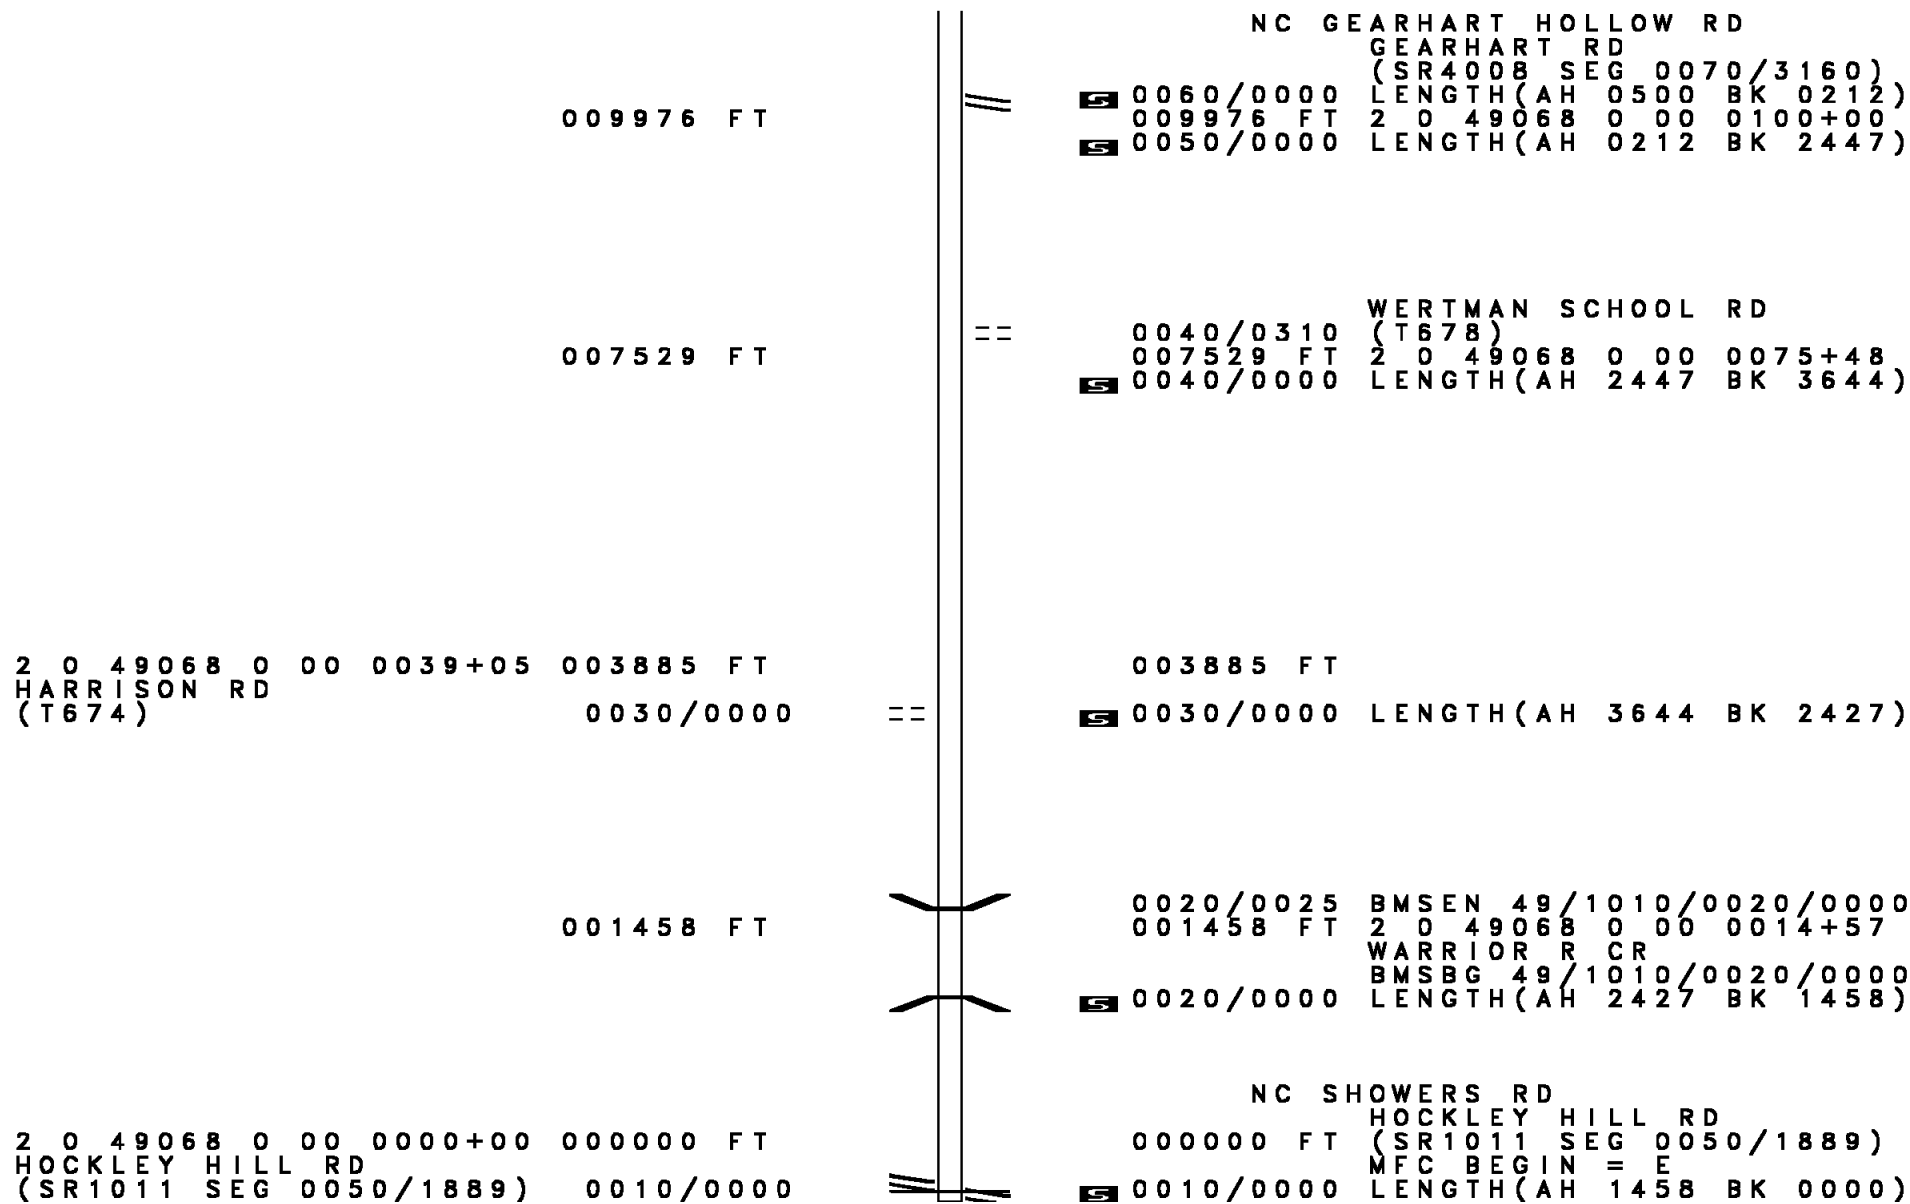 NC GEARHART HOLLOW RD
GEARHART RD
(SR4008 SEG 0070/3160)
S 0060/0000 LENGTH(AH 0500 BK 0212)
009976 FT 009976 FT 2 0 49068 0 00 0100+00
S 0050/0000 LENGTH(AH 0212 BK 2447)
WERTMAN SCHOOL RD
0040/0310 (T678)
007529 FT 007529 FT 2 0 49068 0 00 0075+48
S 0040/0000 LENGTH(AH 2447 BK 3644)
2 0 49068 0 00 0039+05 003885 FT 003885 FT
HARRISON RD
(T674) 0030/0000 S 0030/0000 LENGTH(AH 3644 BK 2427)
0020/0025 BMSEN 49/1010/0020/0000
001458 FT 001458 FT 2 0 49068 0 00 0014+57
WARRIOR R CR
BMSBG 49/1010/0020/0000
S 0020/0000 LENGTH(AH 2427 BK 1458)
NC SHOWERS RD
HOCKLEY HILL RD
2 0 49068 0 00 0000+00 000000 FT 000000 FT (SR1011 SEG 0050/1889)
HOCKLEY HILL RD MFC BEGIN = E
(SR1011 SEG 0050/1889) 0010/0000 S 0010/0000 LENGTH(AH 1458 BK 0000)